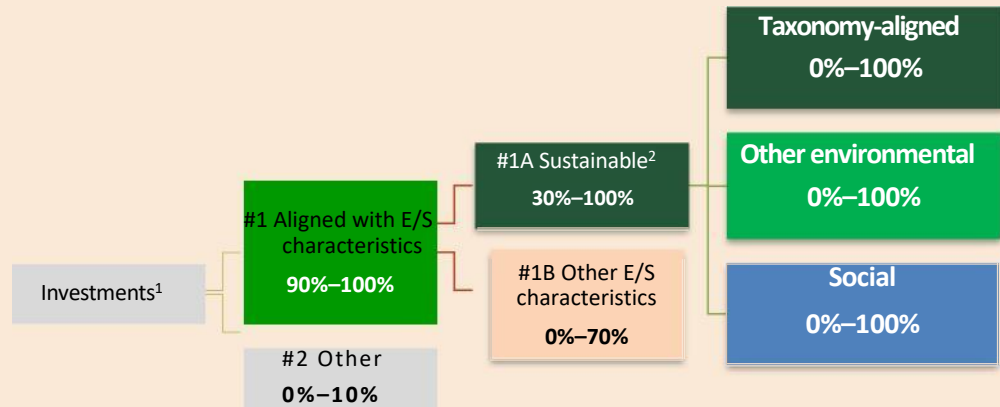 Investments¹
#1 Aligned with E/S
characteristics
90%–100%
#2 Other
0%–10%
#1A Sustainable²
30%–100%
#1B Other E/S
characteristics
0%–70%
Taxonomy-aligned
0%–100%
Other environmental
0%–100%
Social
0%–100%